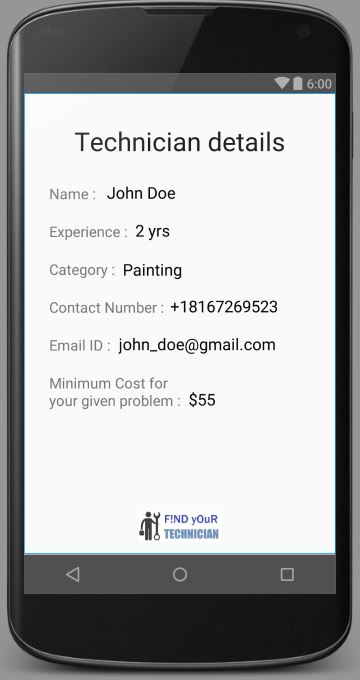 6:00
Technician details
Name : John Doe
Experience : 2 yrs
Category : Painting
Contact Number : +18167269523
Email ID : john_doe@gmail.com
Minimum Cost for
your given problem : $55
F!ND yOuR
TECHNICIAN